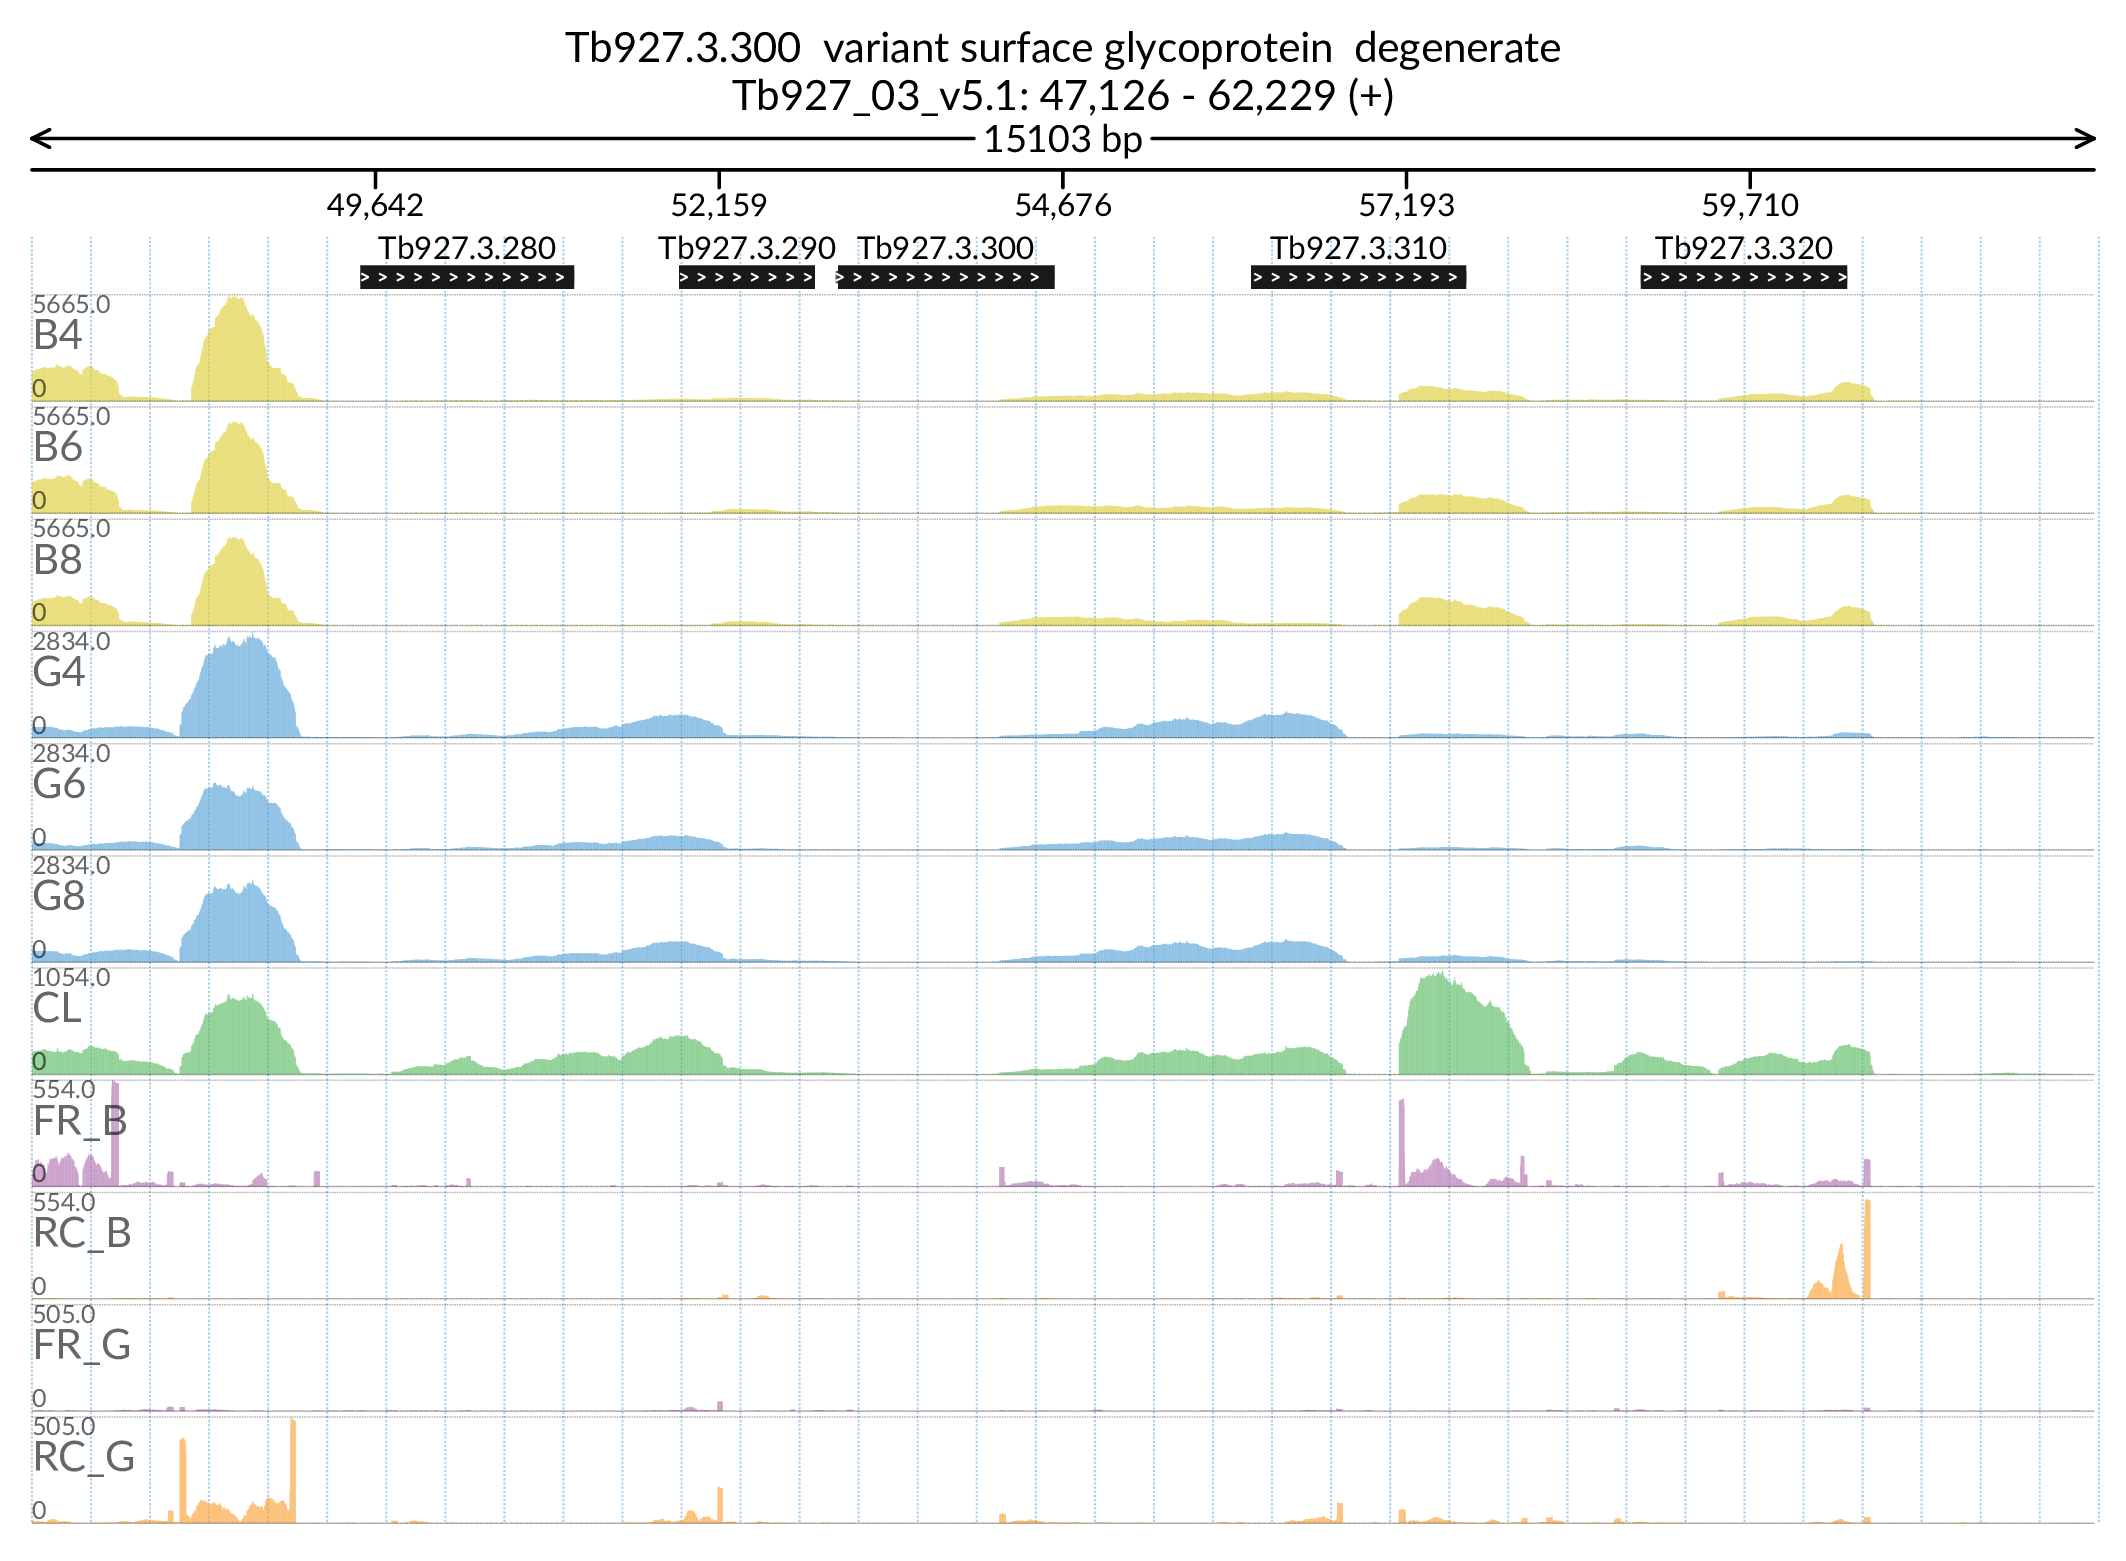 Tb927.3.300  variant surface glycoprotein  degenerate
Tb927_03_v5.1: 47,126 - 62,229 (+)
15103 bp
49,642 52,159 54,676 57,193 59,710
Tb927.3.280 Tb927.3.290 Tb927.3.300 Tb927.3.310 Tb927.3.320
5665.0
B4
0
5665.0
B6
0
5665.0
B8
0
2834.0
G4
0
2834.0
G6
0
2834.0
G8
0
1054.0
CL
0
554.0
FR_B
0
554.0
RC_B
0
505.0
FR_G
0
505.0
RC_G
0